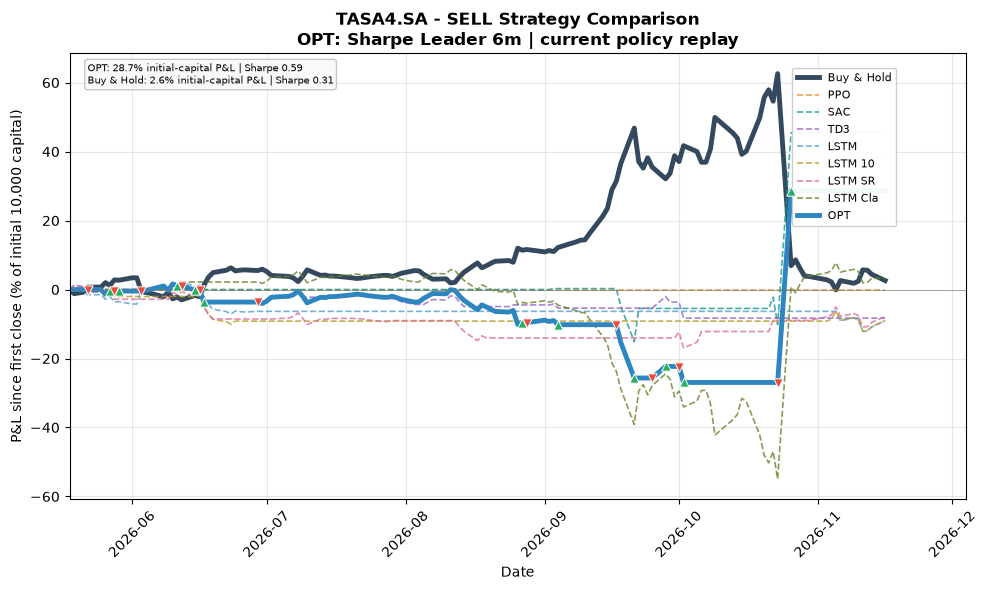 TASA4.SA - SELL Strategy Comparison
OPT: Sharpe Leader 6m | current policy replay
OPT: 28.7% initial-capital P&L | Sharpe 0.59
Buy & Hold: 2.6% initial-capital P&L | Sharpe 0.31
Buy & Hold
PPO
SAC
TD3
LSTM
LSTM 10
LSTM SR
LSTM Cla
OPT
P&L since first close (% of initial 10,000 capital)
60
40
20
0
−20
−40
−60
2026-06
2026-07
2026-08
2026-09
2026-10
2026-11
2026-12
Date